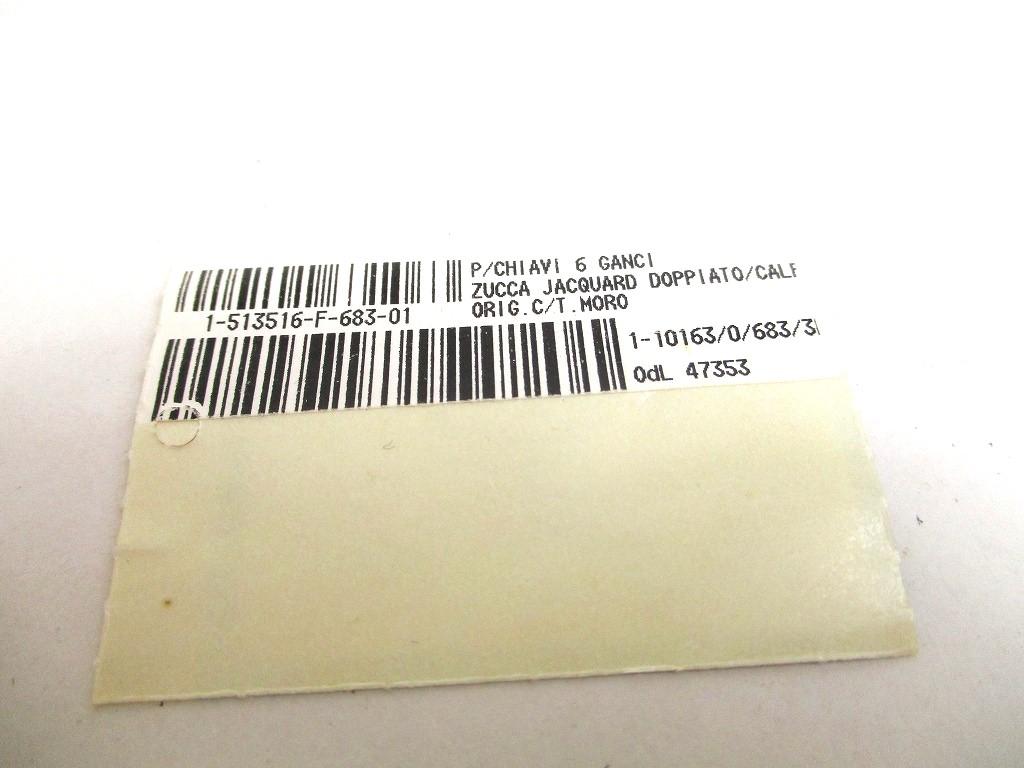 P/CHIAVI 6 GANCI
ZUCCA JACQUARD DOPPIATO/CALF
ORIG.C/T.MORO
1-513516-F-683-01
1-10163/0/683/3
OdL 47353